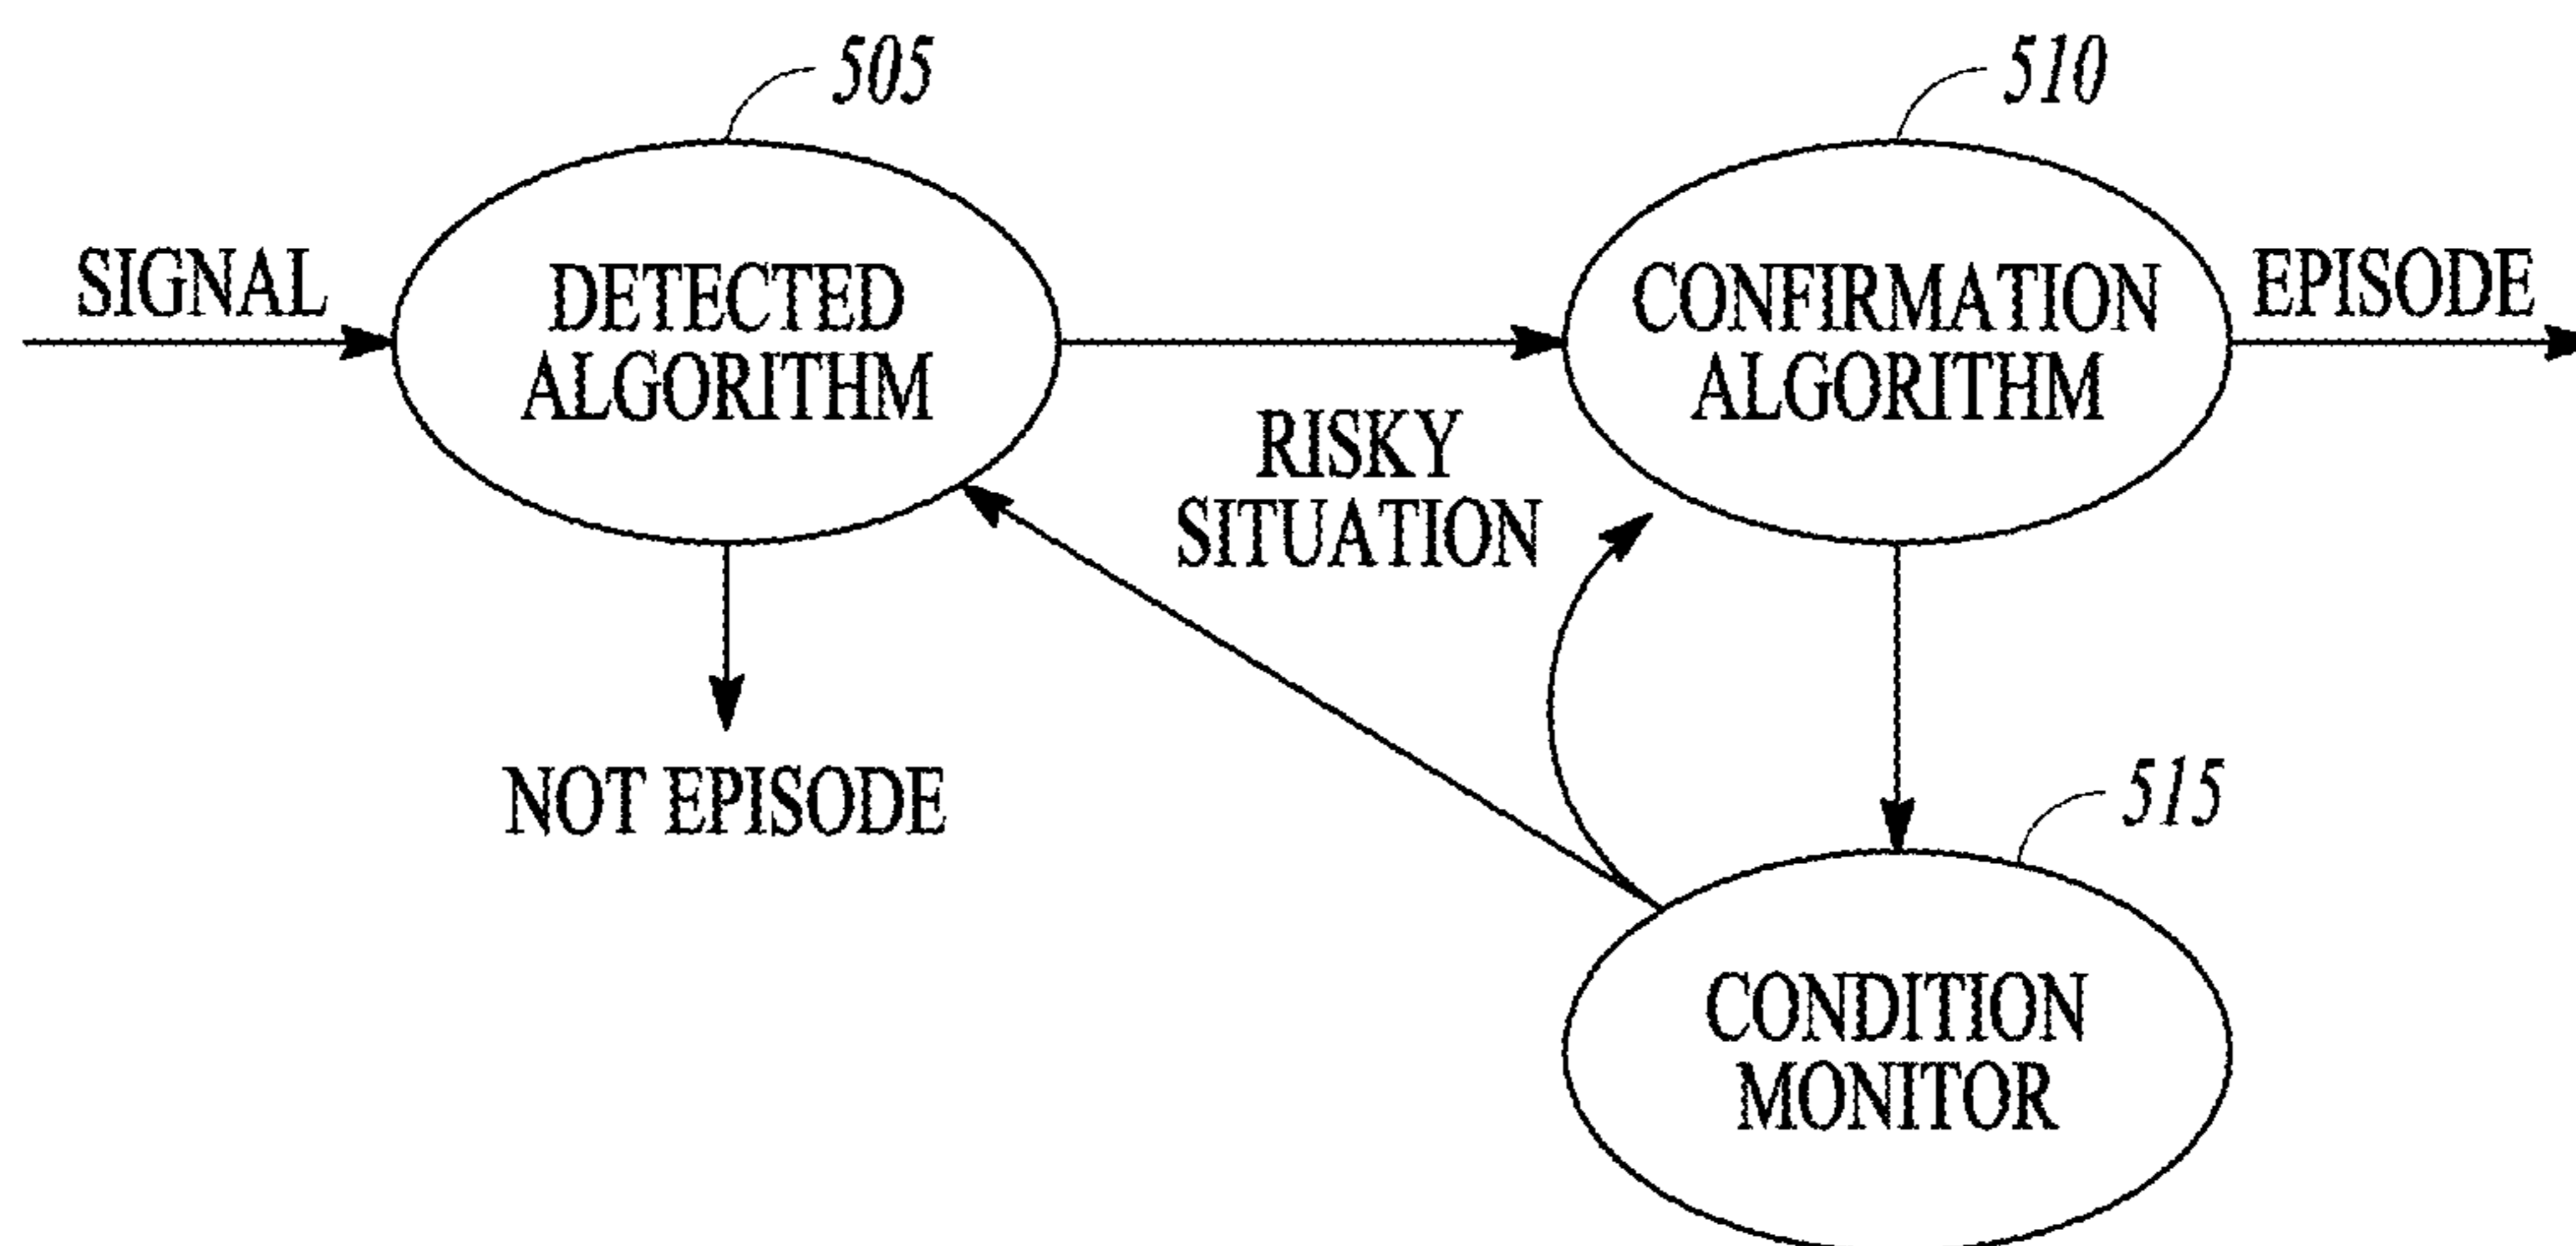 505
510
SIGNAL
DETECTED
ALGORITHM
CONFIRMATION
ALGORITHM
EPISODE
RISKY
SITUATION
NOT EPISODE
515
CONDITION
MONITOR